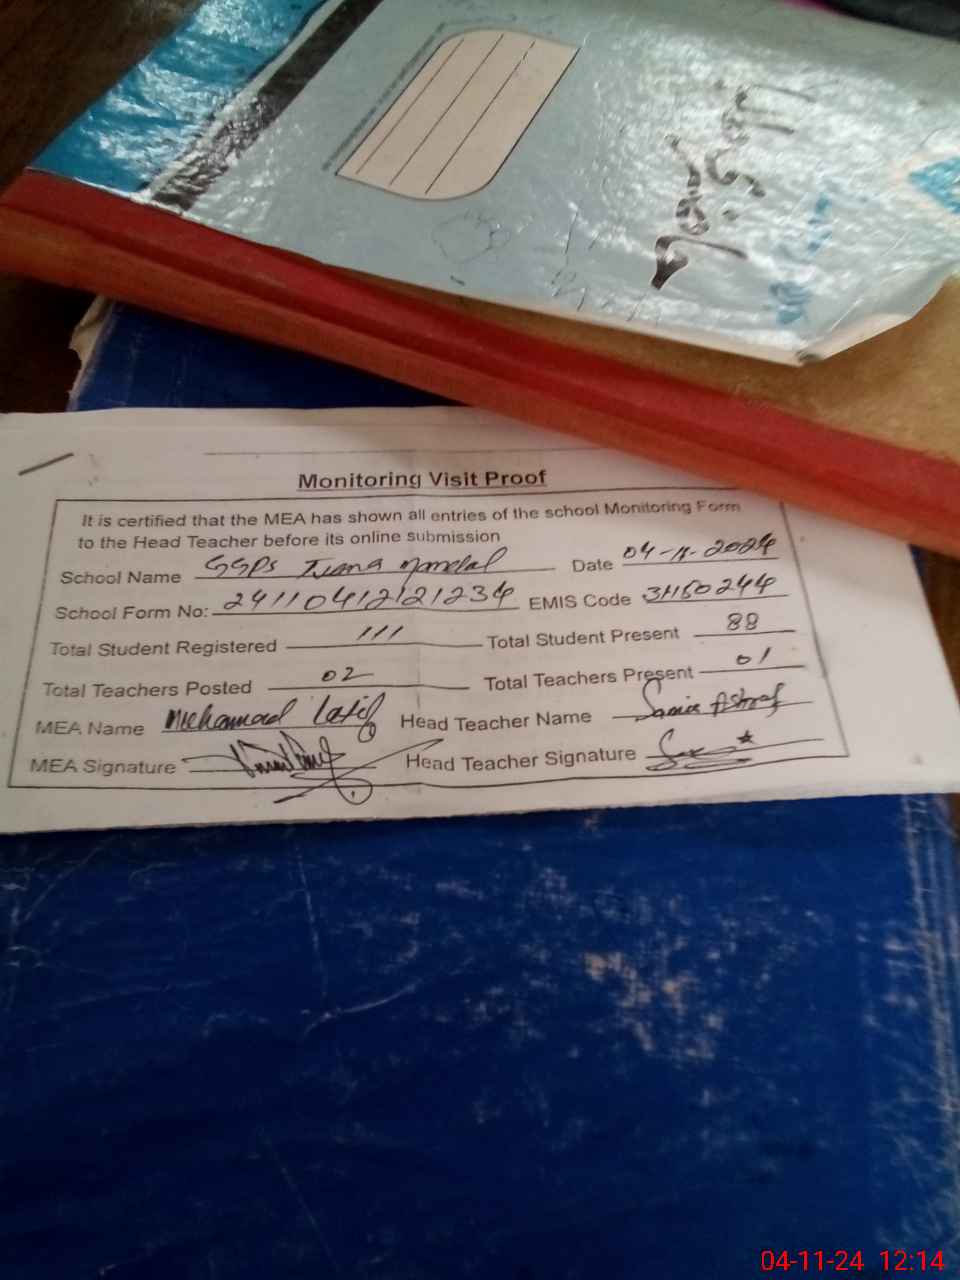 Monitoring Visit Proof
It is certified that the MEA has shown all entries of the school Monitoring Form
to the Head Teacher before its online submission
School Name GGPS Date 04-11-2024
School Form No: 24110412121234 EMIS Code 31150244
Total Student Registered 111 Total Student Present 88
Total Teachers Posted 02 Total Teachers Present 01
MEA Name Muhammad Latif Head Teacher Name Samia Ashraf
MEA Signature Head Teacher Signature
04-11-24 12:14